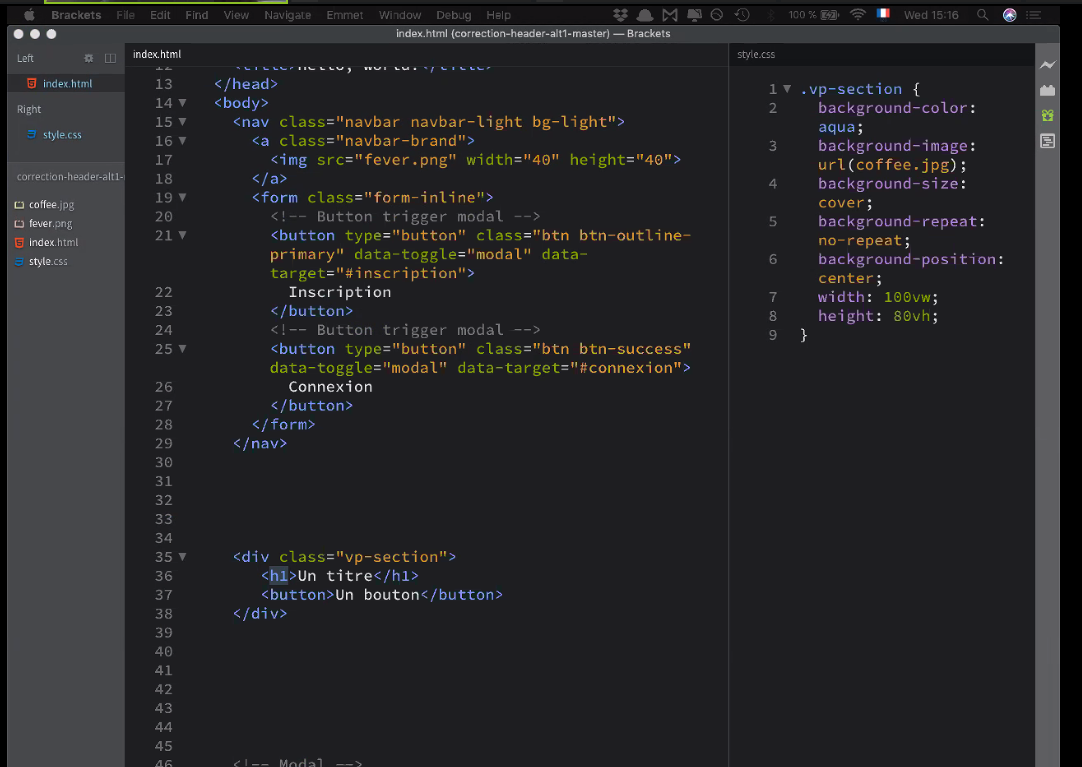 Brackets File Edit Find View Navigate Emmet Window Debug Help 100 % Wed 15:16
index.html (correction-header-alt1-master) — Brackets
Left
index.html
Right
style.css
correction-header-alt1-
coffee.jpg
fever.png
index.html
style.css
index.html
12 <title>Hello, world!</title>
13 </head>
14 <body>
15 <nav class="navbar navbar-light bg-light">
16 <a class="navbar-brand">
17 <img src="fever.png" width="40" height="40">
18 </a>
19 <form class="form-inline">
20 <!-- Button trigger modal -->
21 <button type="button" class="btn btn-outline-
primary" data-toggle="modal" data-
target="#inscription">
22 Inscription
23 </button>
24 <!-- Button trigger modal -->
25 <button type="button" class="btn btn-success"
data-toggle="modal" data-target="#connexion">
26 Connexion
27 </button>
28 </form>
29 </nav>
30
31
32
33
34
35 <div class="vp-section">
36 <h1>Un titre</h1>
37 <button>Un bouton</button>
38 </div>
39
40
41
42
43
44
45
46 <!-- Modal -->
style.css
1 .vp-section {
2 background-color:
aqua;
3 background-image:
url(coffee.jpg);
4 background-size:
cover;
5 background-repeat:
no-repeat;
6 background-position:
center;
7 width: 100vw;
8 height: 80vh;
9 }